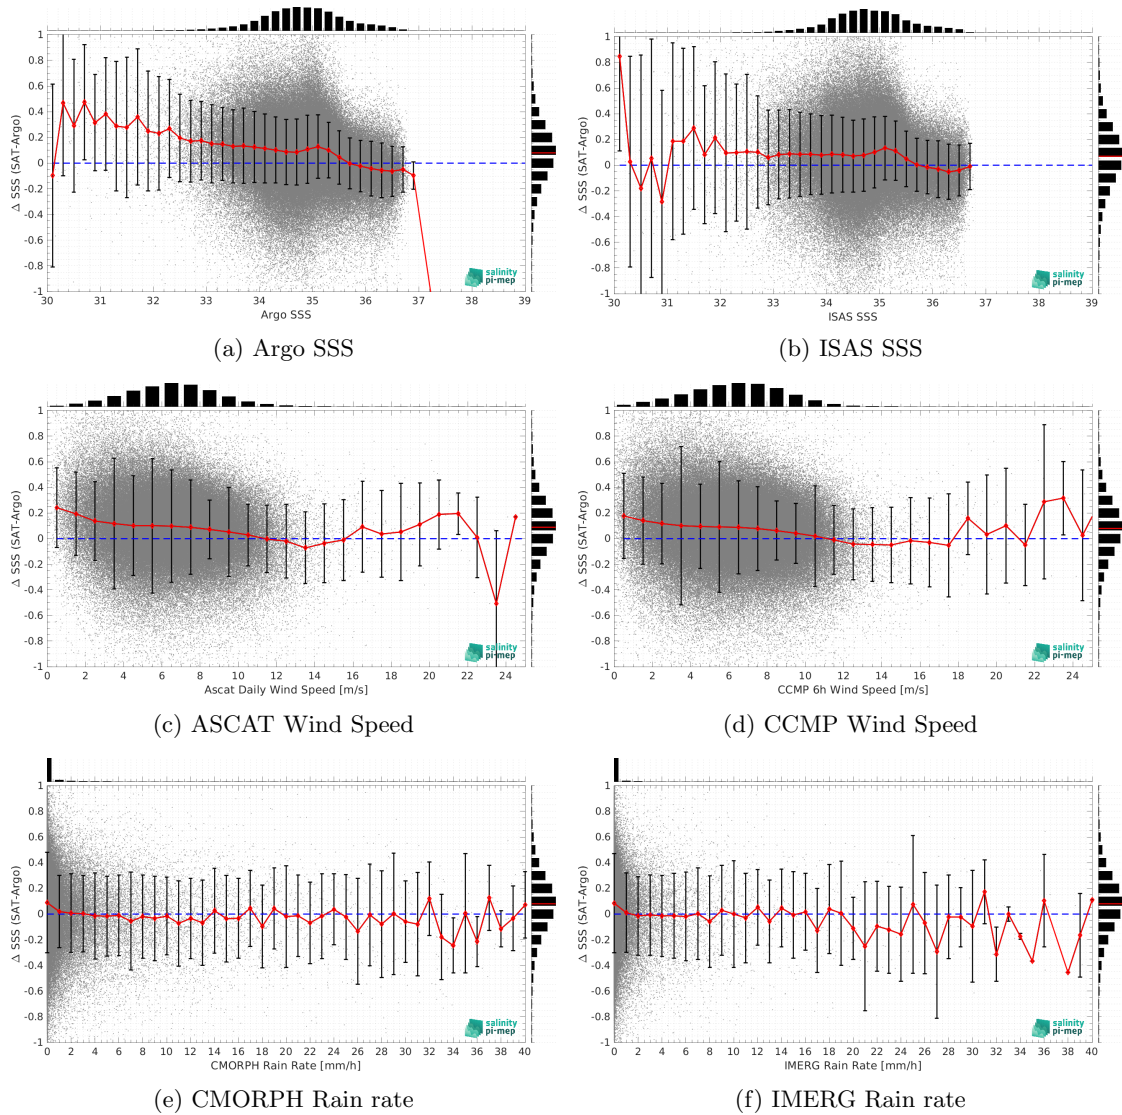 1
0.8
0.6
0.4
0.2
0
-0.2
-0.4
-0.6
-0.8
-1
Δ SSS (SAT-Argo)
30 31 32 33 34 35 36 37 38 39
Argo SSS
salinity
pi-mep
(a) Argo SSS
1
0.8
0.6
0.4
0.2
0
-0.2
-0.4
-0.6
-0.8
-1
Δ SSS (SAT-Argo)
30 31 32 33 34 35 36 37 38 39
ISAS SSS
salinity
pi-mep
(b) ISAS SSS
1
0.8
0.6
0.4
0.2
0
-0.2
-0.4
-0.6
-0.8
-1
Δ SSS (SAT-Argo)
0 2 4 6 8 10 12 14 16 18 20 22 24
Ascat Daily Wind Speed [m/s]
salinity
pi-mep
(c) ASCAT Wind Speed
1
0.8
0.6
0.4
0.2
0
-0.2
-0.4
-0.6
-0.8
-1
Δ SSS (SAT-Argo)
0 2 4 6 8 10 12 14 16 18 20 22 24
CCMP 6h Wind Speed [m/s]
salinity
pi-mep
(d) CCMP Wind Speed
1
0.8
0.6
0.4
0.2
0
-0.2
-0.4
-0.6
-0.8
-1
Δ SSS (SAT-Argo)
0 2 4 6 8 10 12 14 16 18 20 22 24 26 28 30 32 34 36 38 40
CMORPH Rain Rate [mm/h]
salinity
pi-mep
(e) CMORPH Rain rate
1
0.8
0.6
0.4
0.2
0
-0.2
-0.4
-0.6
-0.8
-1
Δ SSS (SAT-Argo)
0 2 4 6 8 10 12 14 16 18 20 22 24 26 28 30 32 34 36 38 40
IMERG Rain Rate [mm/h]
salinity
pi-mep
(f) IMERG Rain rate